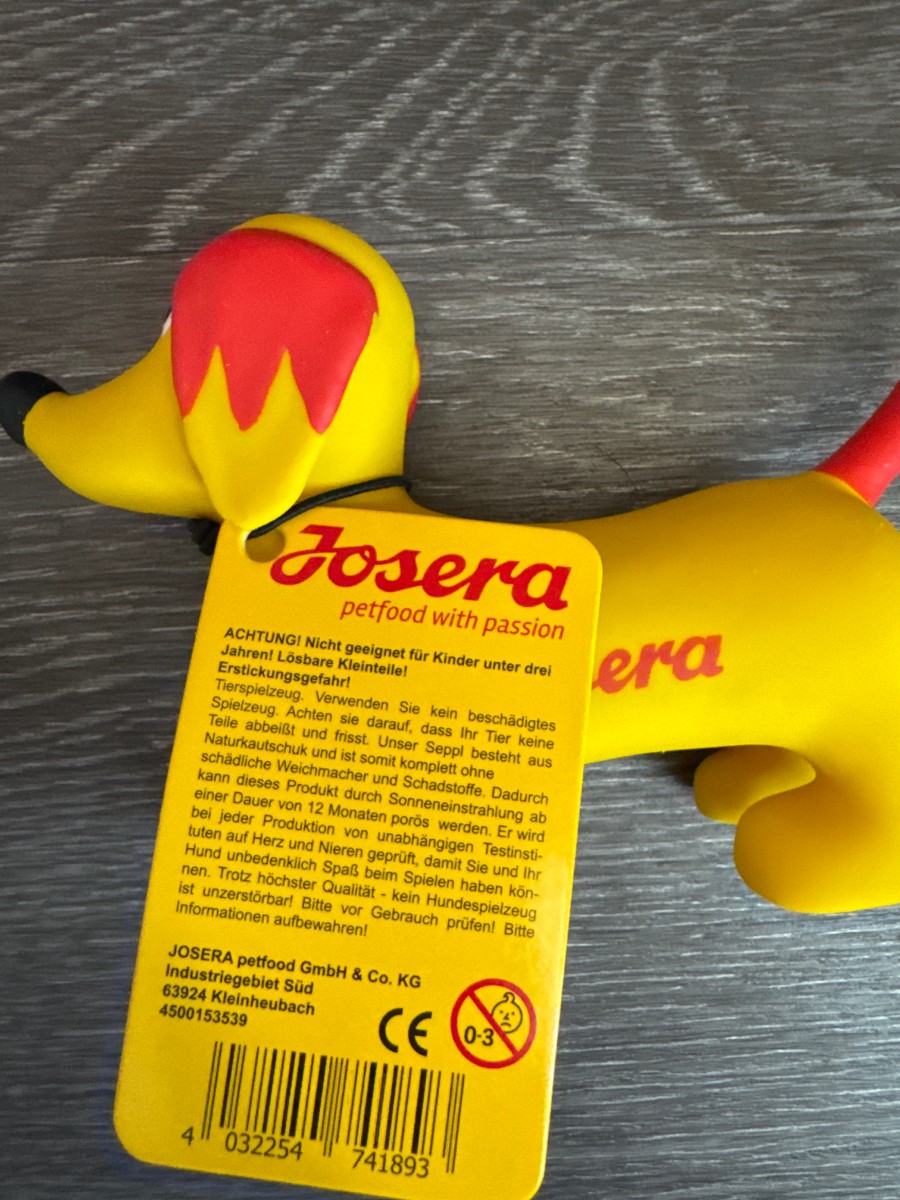 Josera
petfood with passion
ACHTUNG! Nicht geeignet für Kinder unter drei
Jahren! Lösbare Kleinteile!
Erstickungsgefahr!
Tierspielzeug. Verwenden Sie kein beschädigtes
Spielzeug. Achten sie darauf, dass Ihr Tier keine
Teile abbeißt und frisst. Unser Seppl besteht aus
Naturkautschuk und ist somit komplett ohne
schädliche Weichmacher und Schadstoffe. Dadurch
kann dieses Produkt durch Sonneneinstrahlung ab
einer Dauer von 12 Monaten porös werden. Er wird
bei jeder Produktion von unabhängigen Testinsti-
tuten auf Herz und Nieren geprüft, damit Sie und Ihr
Hund unbedenklich Spaß beim Spielen haben kön-
nen. Trotz höchster Qualität - kein Hundespielzeug
ist unzerstörbar! Bitte vor Gebrauch prüfen! Bitte
Informationen aufbewahren!
JOSERA petfood GmbH & Co. KG
Industriegebiet Süd
63924 Kleinheubach
4500153539
CE
0-3
4 032254 741893
era